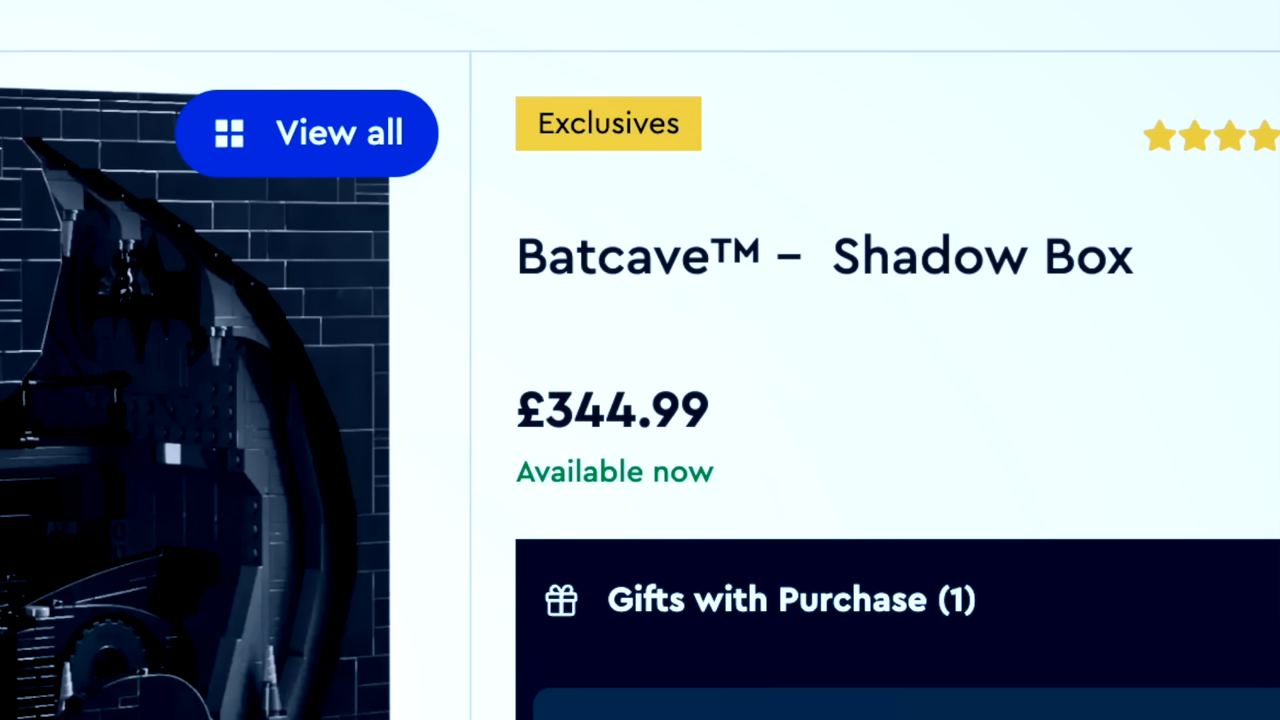 View all
Exclusives
Batcave™ – Shadow Box
£344.99
Available now
Gifts with Purchase (1)